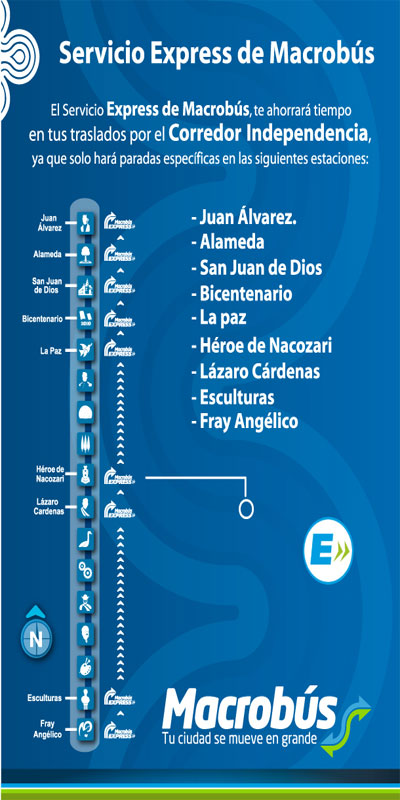 Servicio Express de Macrobús
El Servicio Express de Macrobús, te ahorrará tiempo
en tus traslados por el Corredor Independencia,
ya que solo hará paradas específicas en las siguientes estaciones:
Juan
Álvarez
Macrobús
EXPRESS
Alameda
Macrobús
EXPRESS
San Juan
de Dios
Macrobús
EXPRESS
Bicentenario
2010
Macrobús
EXPRESS
La Paz
Macrobús
EXPRESS
Héroe de
Nacozari
Macrobús
EXPRESS
Lázaro
Cardenas
Macrobús
EXPRESS
Esculturas
Macrobús
EXPRESS
Fray
Angélico
Macrobús
EXPRESS
- Juan Álvarez.
- Alameda
- San Juan de Dios
- Bicentenario
- La paz
- Héroe de Nacozari
- Lázaro Cárdenas
- Esculturas
- Fray Angélico
E
N
Macrobús
Tu ciudad se mueve en grande